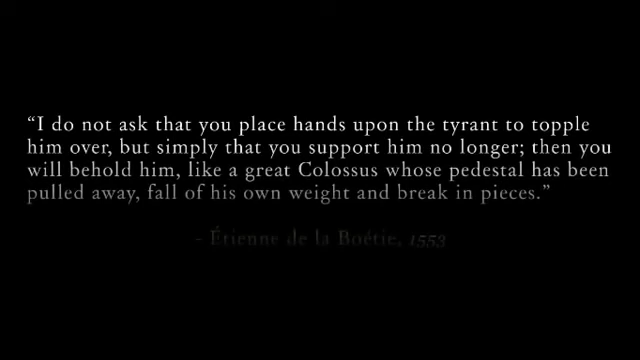 “I do not ask that you place hands upon the tyrant to topple
him over, but simply that you support him no longer; then you
will behold him, like a great Colossus whose pedestal has been
pulled away, fall of his own weight and break in pieces.”
- Étienne de la Boétie, 1553